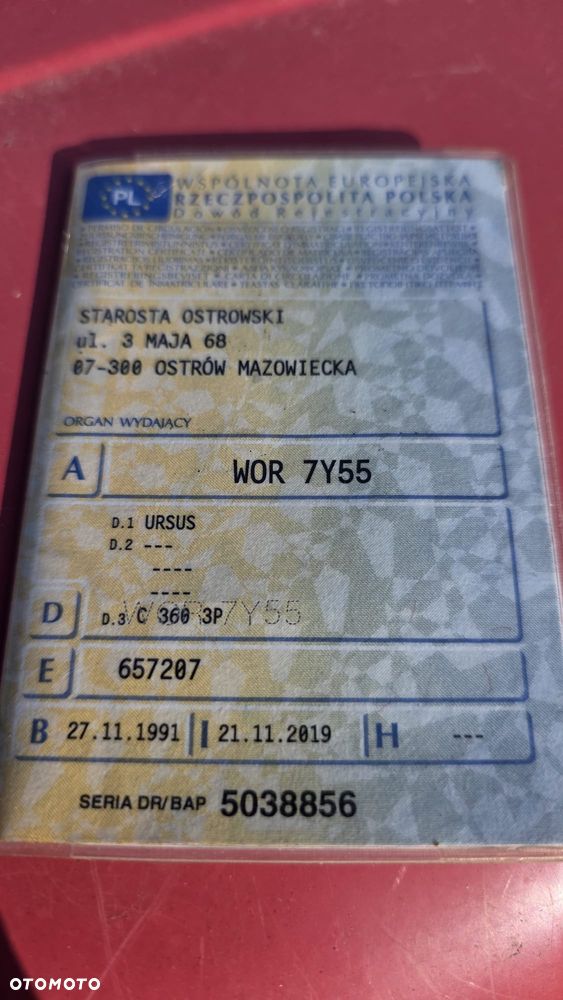 PL
WSPÓLNOTA EUROPEJSKA
RZECZPOSPOLITA POLSKA
Dowód Rejestracyjny
STAROSTA OSTROWSKI
ul. 3 MAJA 68
07-300 OSTRÓW MAZOWIECKA
ORGAN WYDAJĄCY
A WOR 7Y55
D.1 URSUS
D.2 ---
----
----
D D.3 C 360 3P
WOR 7Y55
E 657207
B 27.11.1991 I 21.11.2019 H ---
SERIA DR/BAP 5038856
OTOMOTO